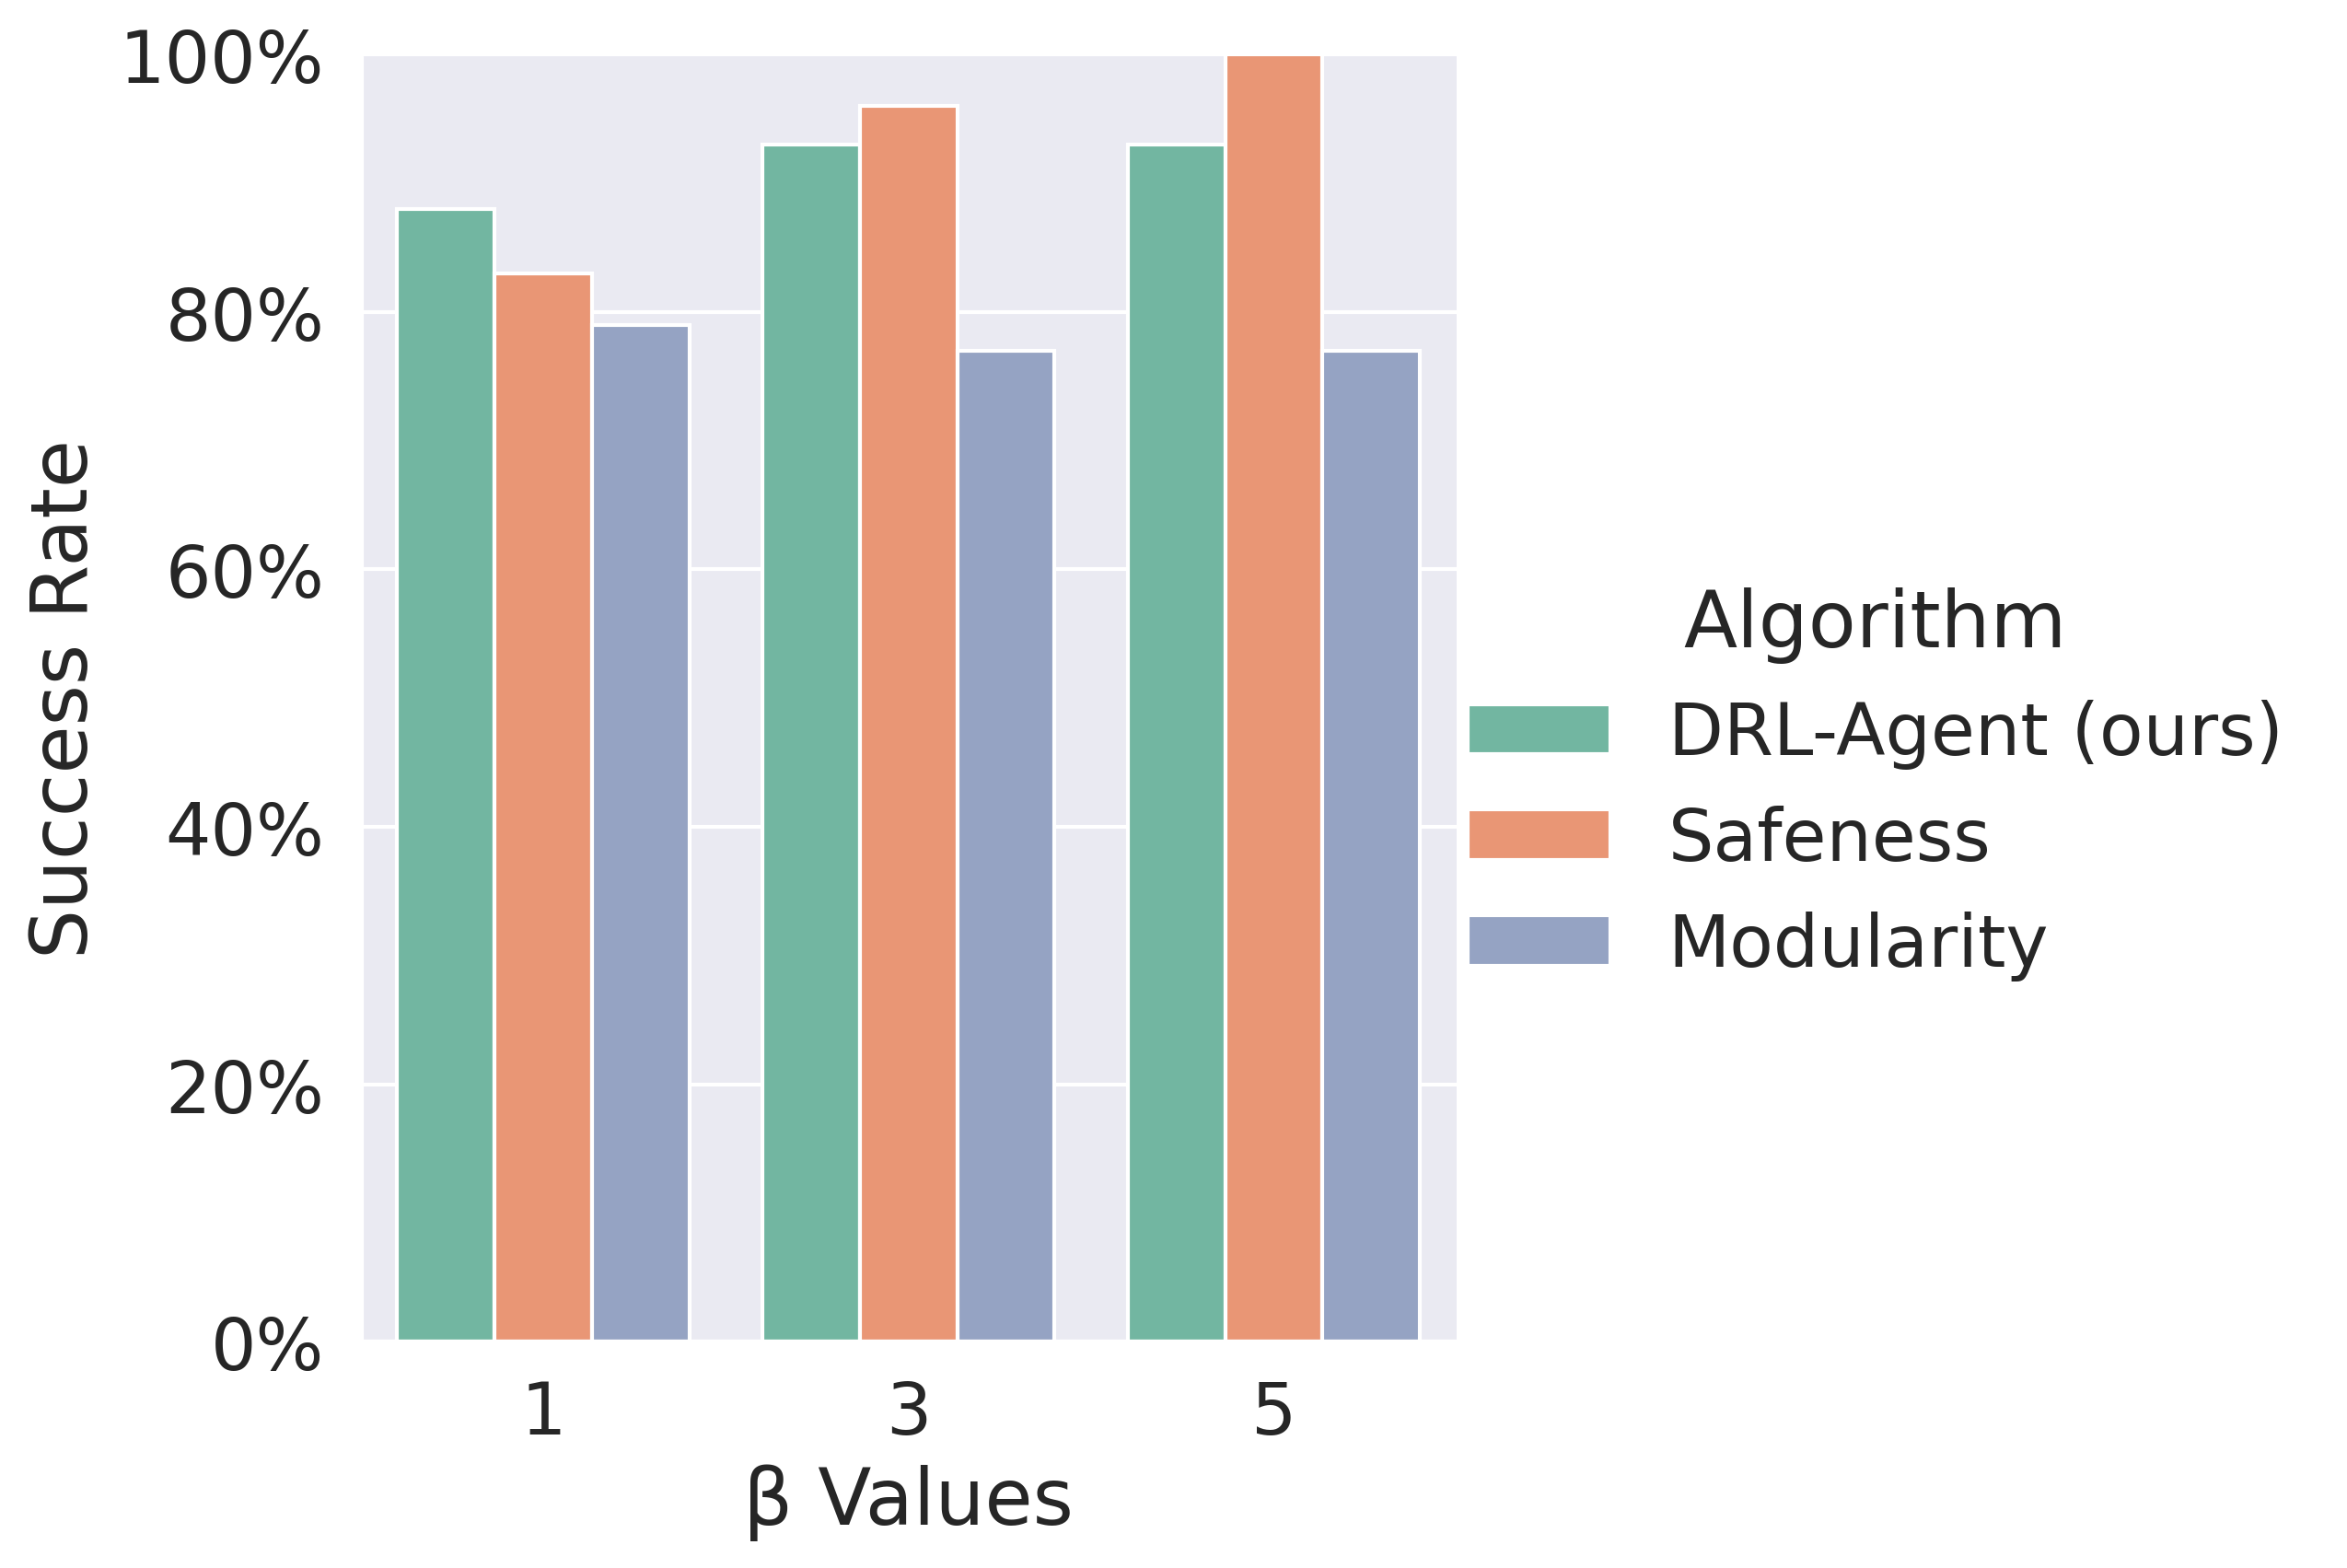 100%
80%
60%
40%
20%
0%
Success Rate
1 3 5
β Values
Algorithm
DRL-Agent (ours)
Safeness
Modularity